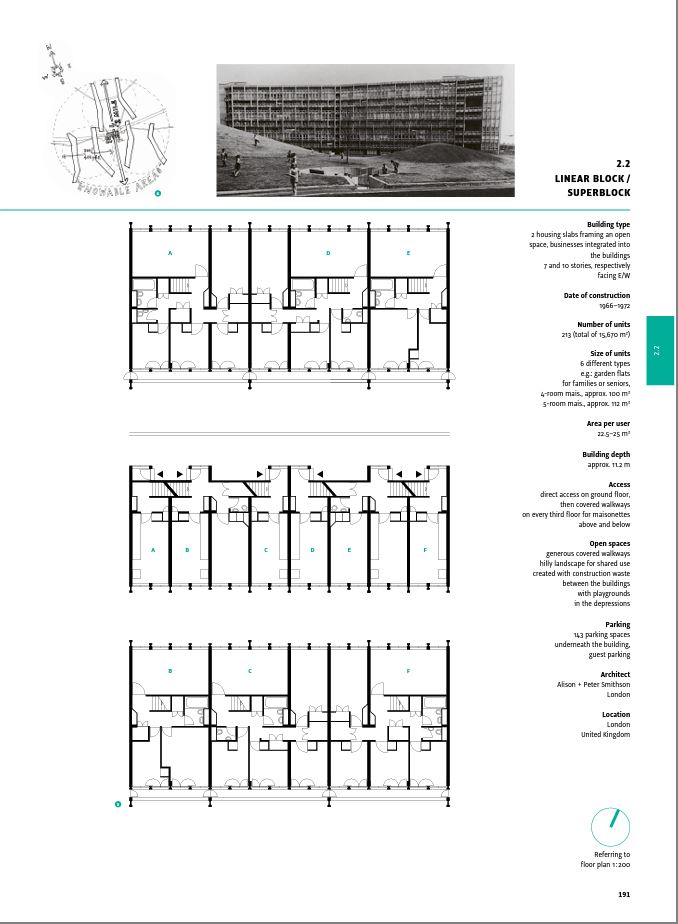 N
W
S
KNOWABLE AREAS
2.2
LINEAR BLOCK /
SUPERBLOCK
Building type
2 housing slabs framing an open
space, businesses integrated into
the buildings
7 and 10 stories, respectively
facing E/W
Date of construction
1966–1972
Number of units
213 (total of 15,670 m²)
Size of units
6 different types
e.g.: garden flats
for families or seniors,
4-room mais., approx. 100 m²
5-room mais., approx. 112 m²
Area per user
22.5–25 m²
Building depth
approx. 11.2 m
Access
direct access on ground floor,
then covered walkways
on every third floor for maisonettes
above and below
Open spaces
generous covered walkways
hilly landscape for shared use
created with construction waste
between the buildings
with playgrounds
in the depressions
Parking
143 parking spaces
underneath the building,
guest parking
Architect
Alison + Peter Smithson
London
Location
London
United Kingdom
2.2
A D E
A B C D E F
B C F
Referring to
floor plan 1:200
191